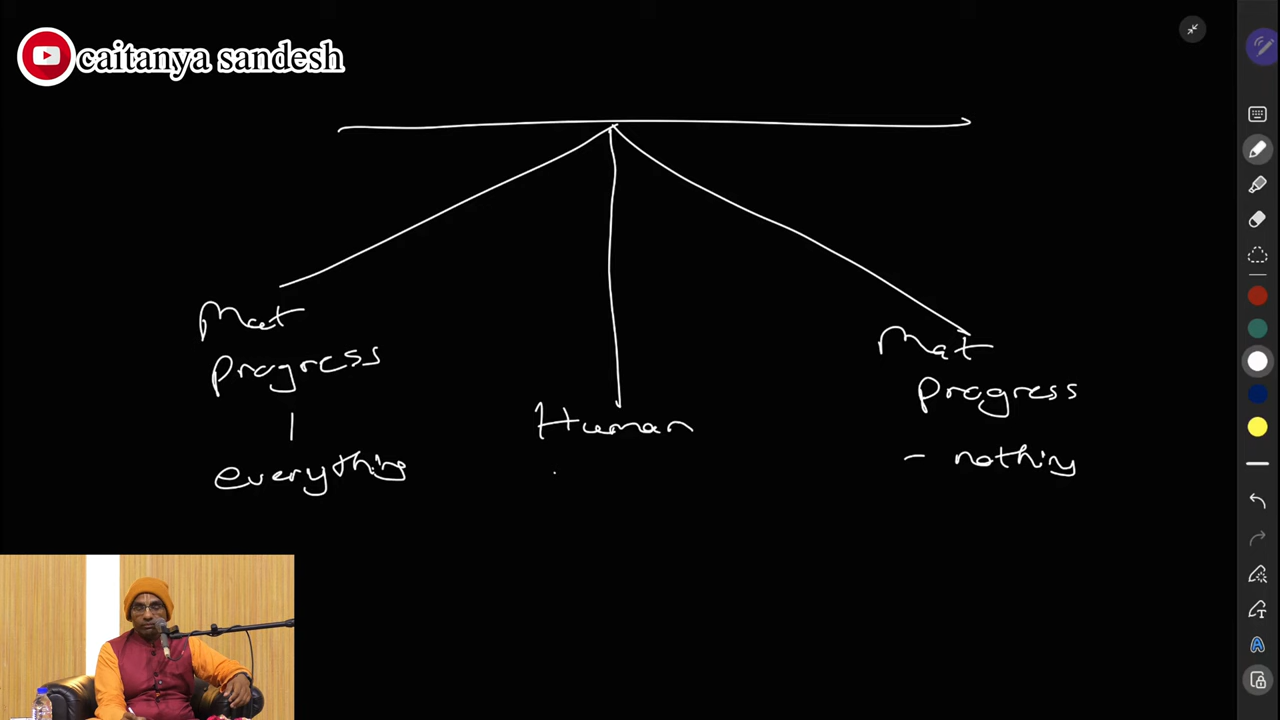 caitanya sandesh
Mat
progress
everything
Human
Mat
progress
- nothing